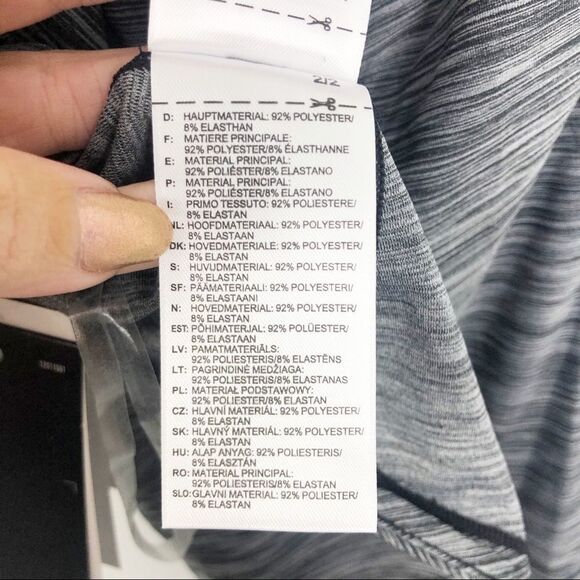 2/2
D: HAUPTMATERIAL: 92% POLYESTER/
8% ELASTHAN
F: MATIERE PRINCIPALE:
92% POLYESTER/8% ÉLASTHANNE
E: MATERIAL PRINCIPAL:
92% POLIÉSTER/8% ELASTANO
P: MATERIAL PRINCIPAL:
92% POLIÉSTER/8% ELASTANO
I: PRIMO TESSUTO: 92% POLIESTERE/
8% ELASTAN
NL: HOOFDMATERIAAL: 92% POLYESTER/
8% ELASTAAN
DK: HOVEDMATERIALE: 92% POLYESTER/
8% ELASTAN
S: HUVUDMATERIAL: 92% POLYESTER/
8% ELASTAN
SF: PÄÄMATERIAALI: 92% POLYESTERI/
8% ELASTAANI
N: HOVEDMATERIAL: 92% POLYESTER/
8% ELASTAN
EST: PÕHIMATERJAL: 92% POLÜESTER/
8% ELASTAAN
LV: PAMATMATERIĀLS:
92% POLIESTERIS/8% ELASTĒNS
LT: PAGRINDINĖ MEDŽIAGA:
92% POLIESTERIS/8% ELASTANAS
PL: MATERIAŁ PODSTAWOWY:
92% POLIESTER/8% ELASTAN
CZ: HLAVNÍ MATERIÁL: 92% POLYESTER/
8% ELASTAN
SK: HLAVNÝ MATERIÁL: 92% POLYESTER/
8% ELASTAN
HU: ALAP ANYAG: 92% POLIESTERIS/
8% ELASZTÁN
RO: MATERIAL PRINCIPAL:
92% POLIESTERIS/8% ELASTAN
SLO: GLAVNI MATERIAL: 92% POLIESTER/
8% ELASTAN